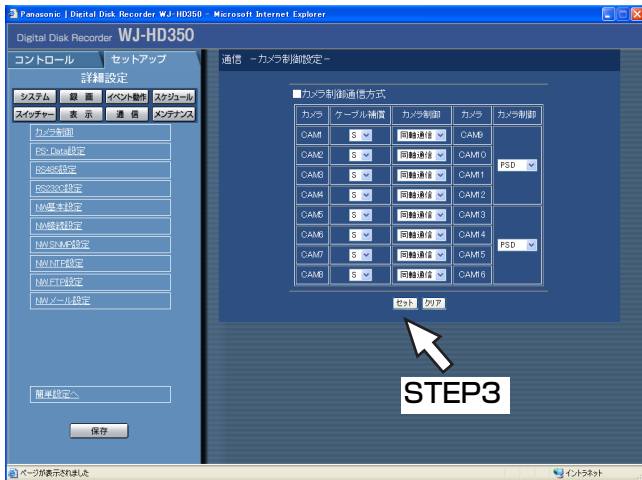 Panasonic | Digital Disk Recorder WJ-HD350 - Microsoft Internet Explorer
Digital Disk Recorder WJ-HD350
コントロール セットアップ
詳細設定
システム 録画 イベント動作 スケジュール
スイッチャー 表示 通信 メンテナンス
カメラ制御
PS・Data設定
RS485設定
RS232C設定
NW基本設定
NW接続設定
NW SNMP設定
NW NTP設定
NW FTP設定
NWメール設定
簡単設定へ
保存
通信 -カメラ制御設定-
■カメラ制御通信方式
カメラ ケーブル補償 カメラ制御 カメラ カメラ制御
CAM1 S 同軸通信 CAM9 PSD
CAM2 S 同軸通信 CAM10
CAM3 S 同軸通信 CAM11
CAM4 S 同軸通信 CAM12
CAM5 S 同軸通信 CAM13 PSD
CAM6 S 同軸通信 CAM14
CAM7 S 同軸通信 CAM15
CAM8 S 同軸通信 CAM16
セット クリア
STEP3
ページが表示されました イントラネット